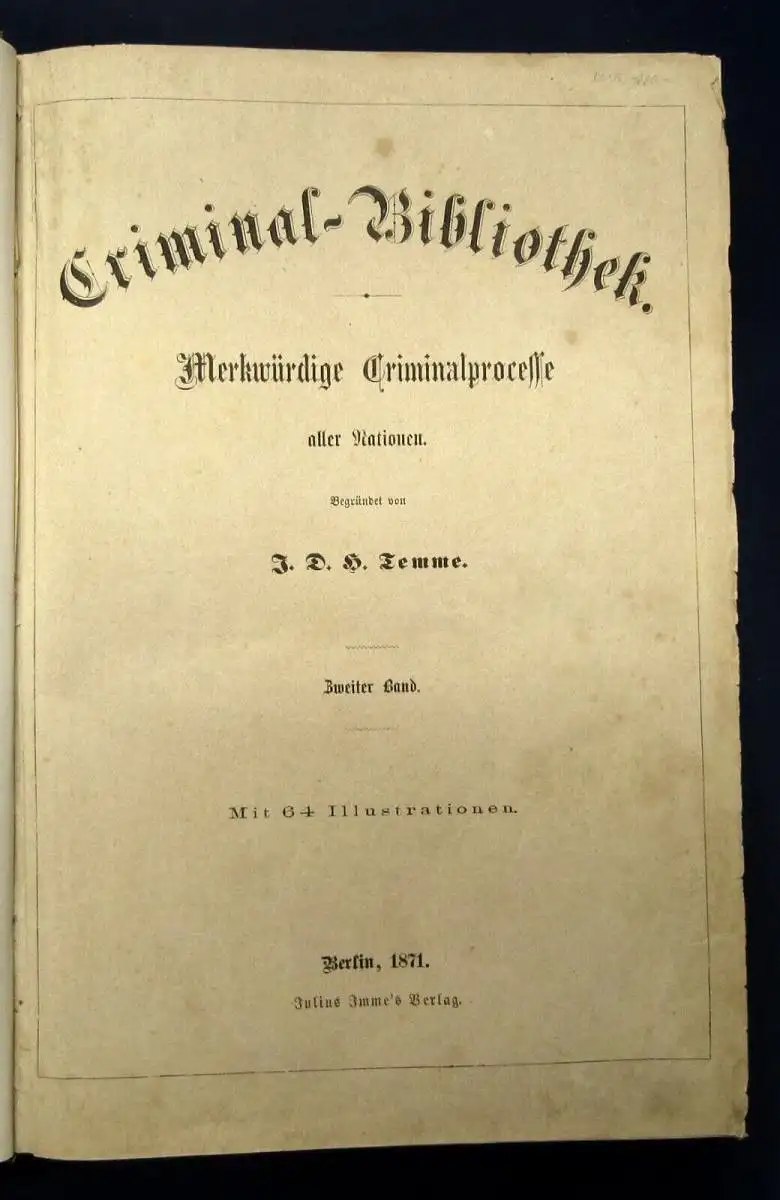 Criminal-Bibliothek.
Merkwürdige Criminalprocesse
aller Nationen.
Begründet von
J. D. H. Temme.
Zweiter Band.
Mit 64 Illustrationen.
Berlin, 1871.
Julius Imme's Verlag.